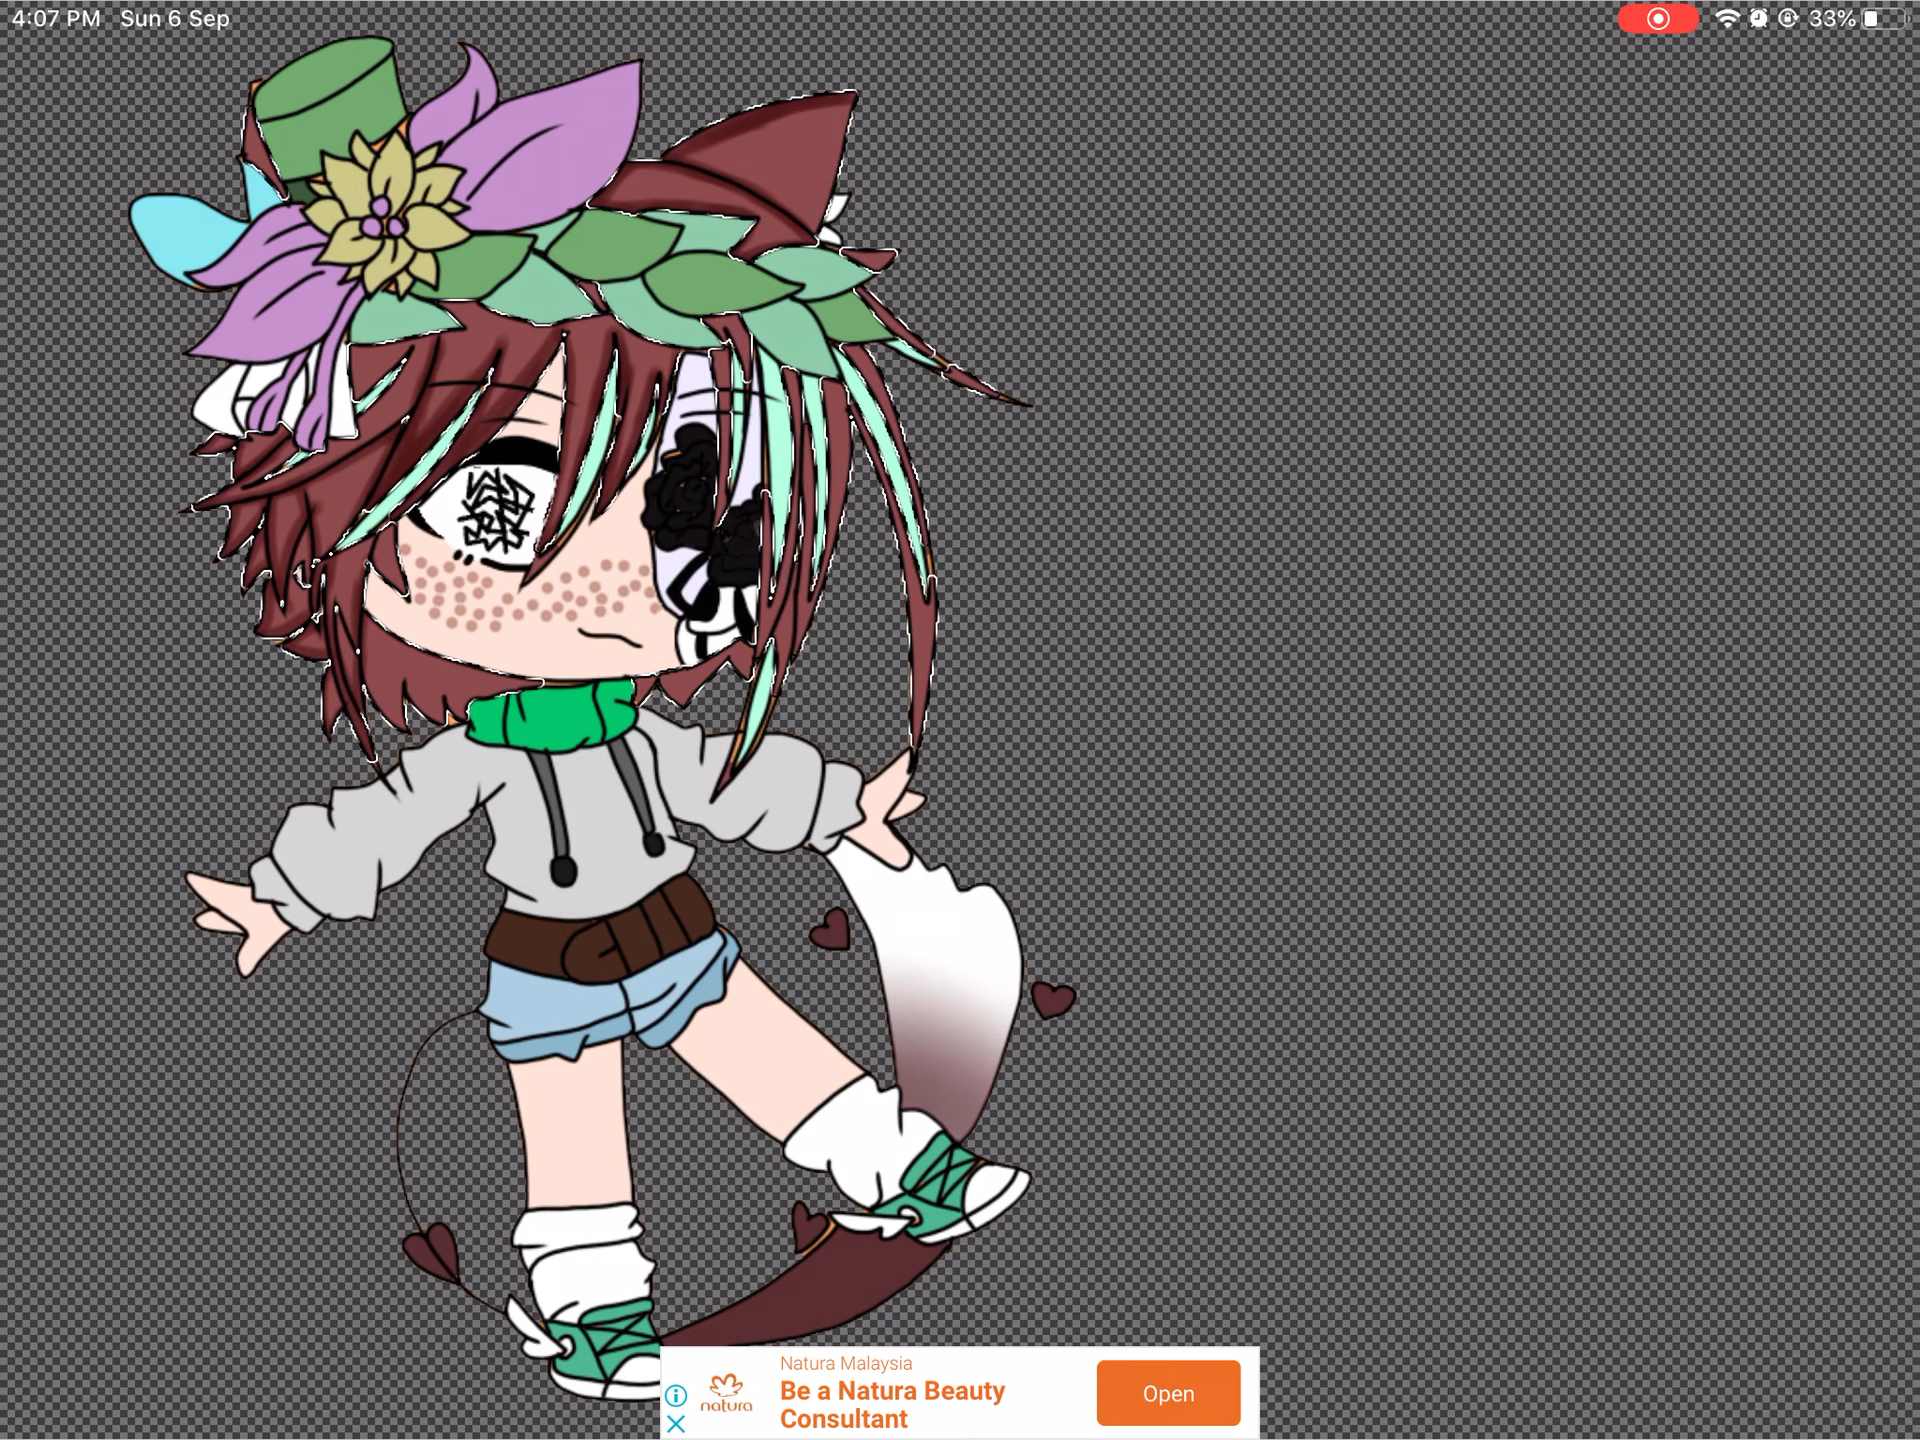 4:07 PM Sun 6 Sep 33%
Natura Malaysia
Be a Natura Beauty
Consultant
natura
Open